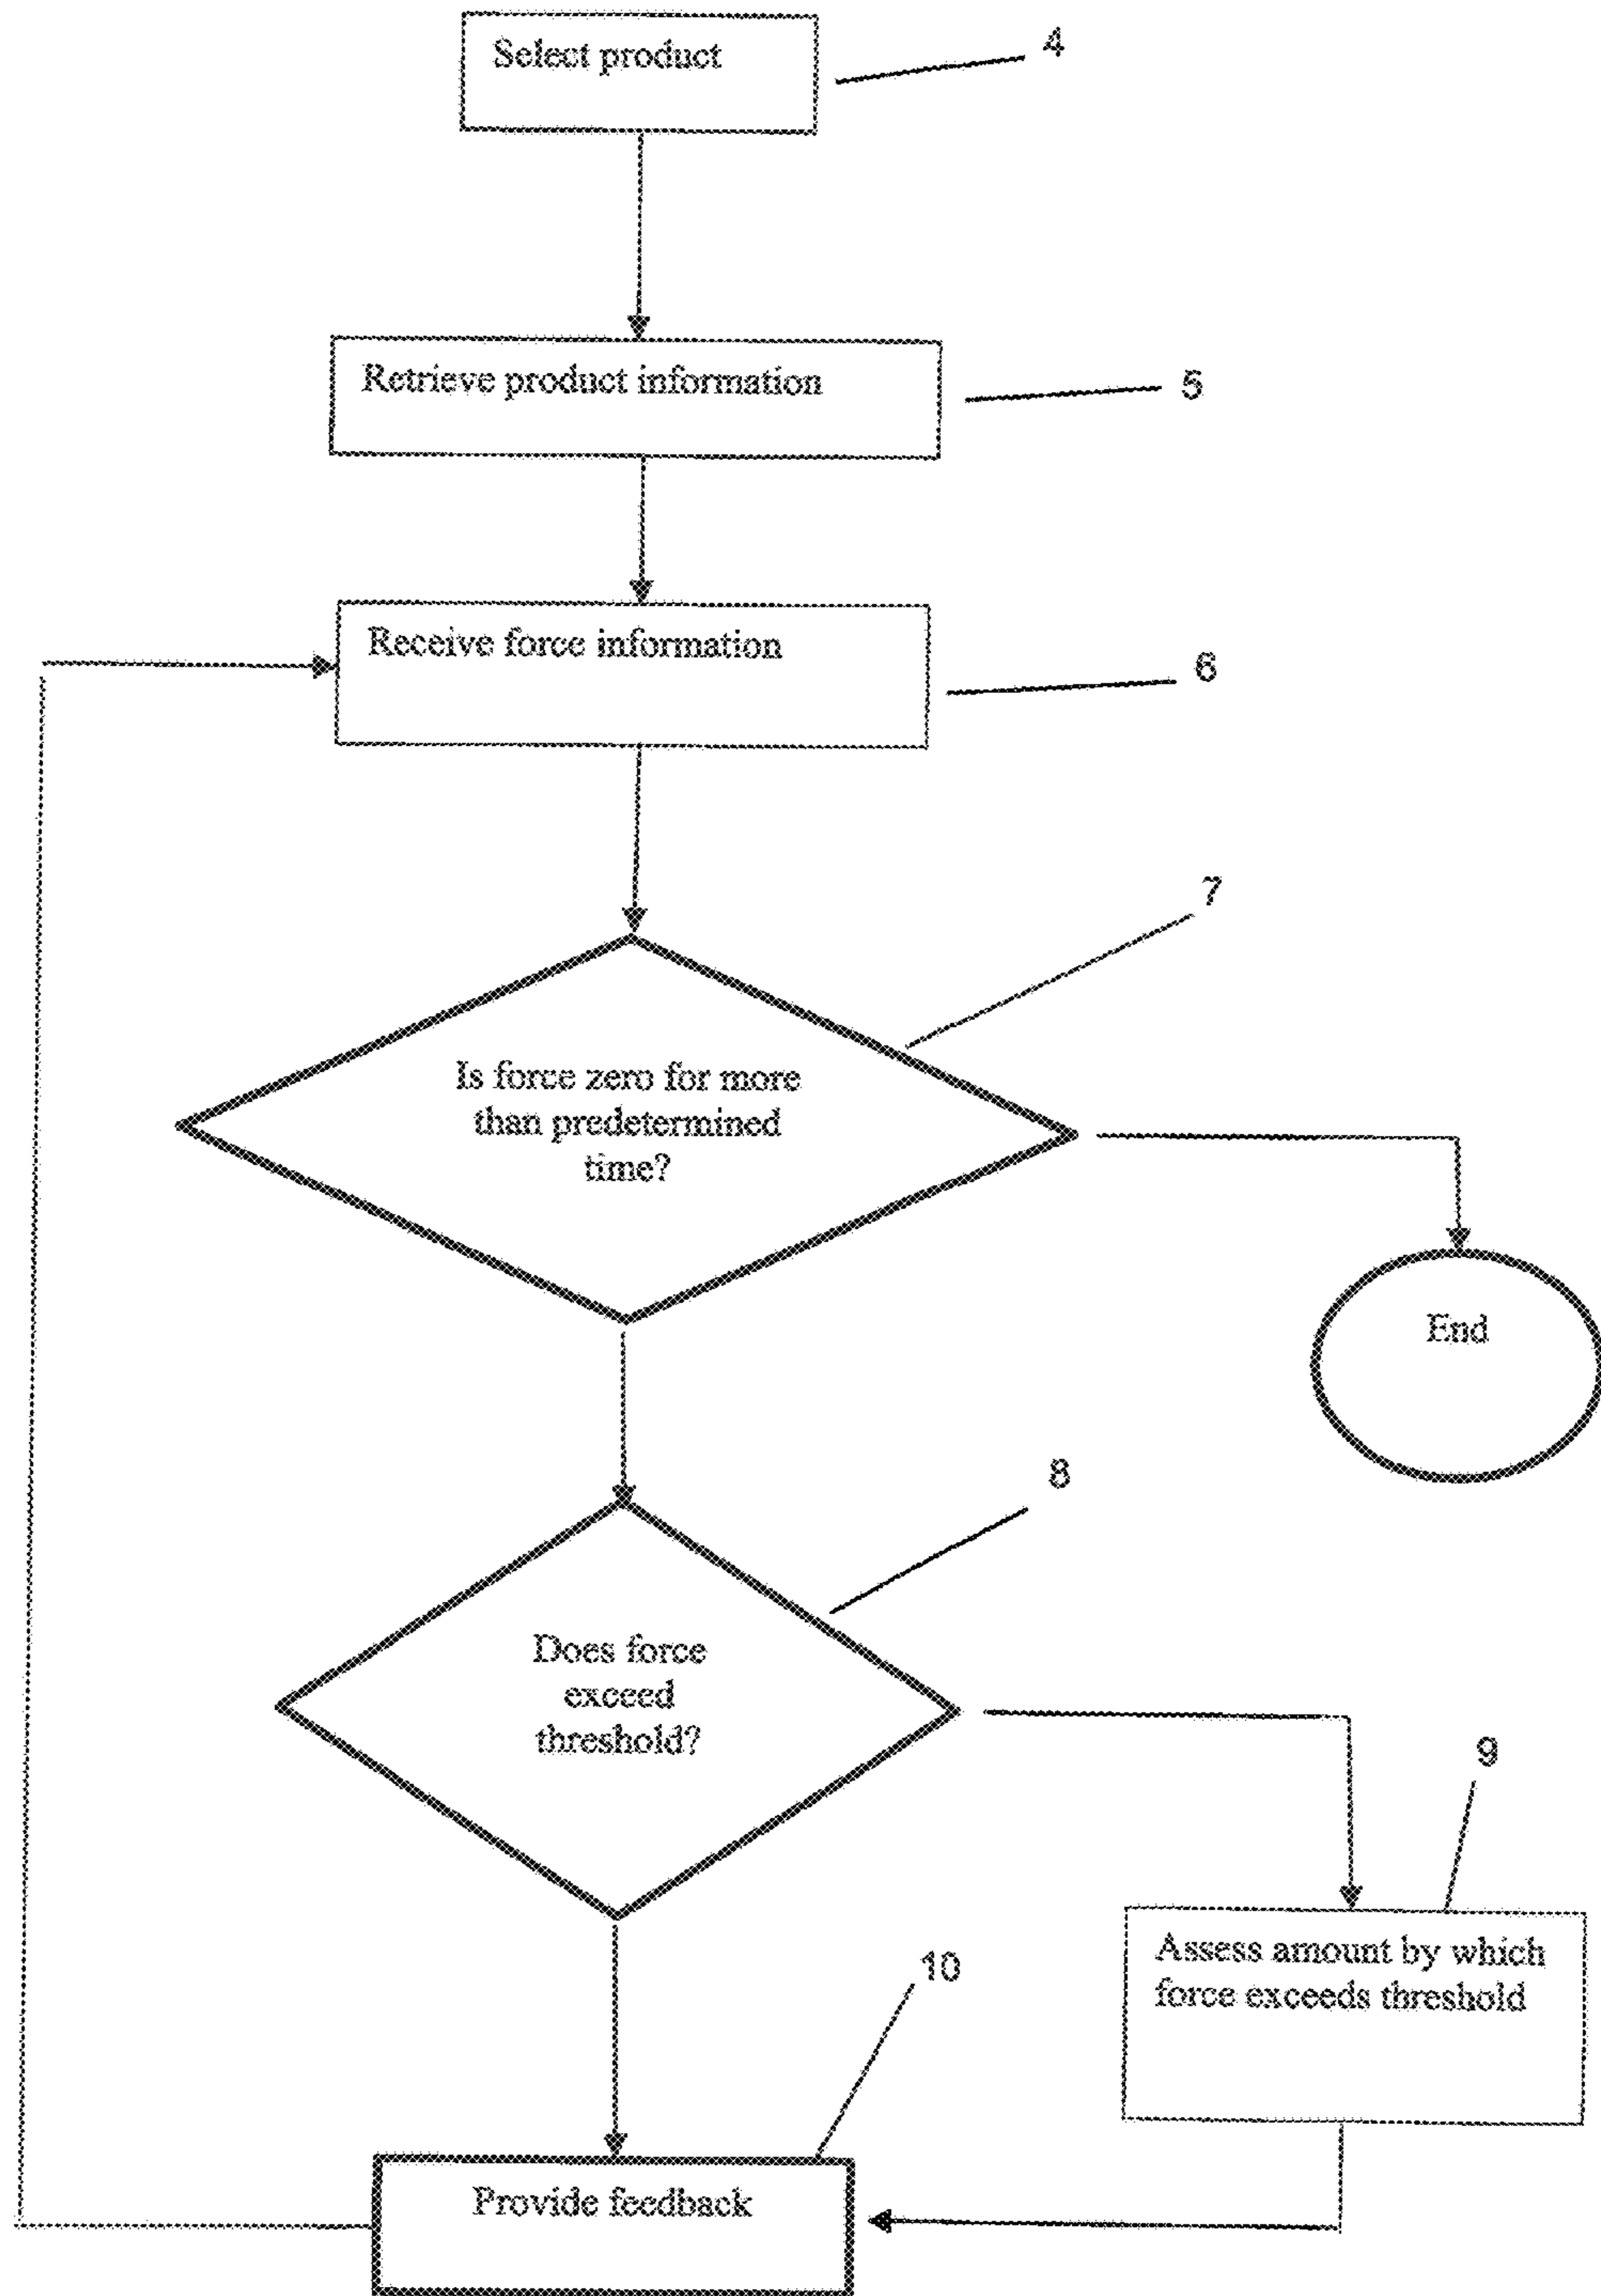 Select product
4
Retrieve product information
5
Receive force information
6
7
Is force zero for more
than predetermined
time?
End
8
Does force
exceed
threshold?
9
Assess amount by which
force exceeds threshold
10
Provide feedback